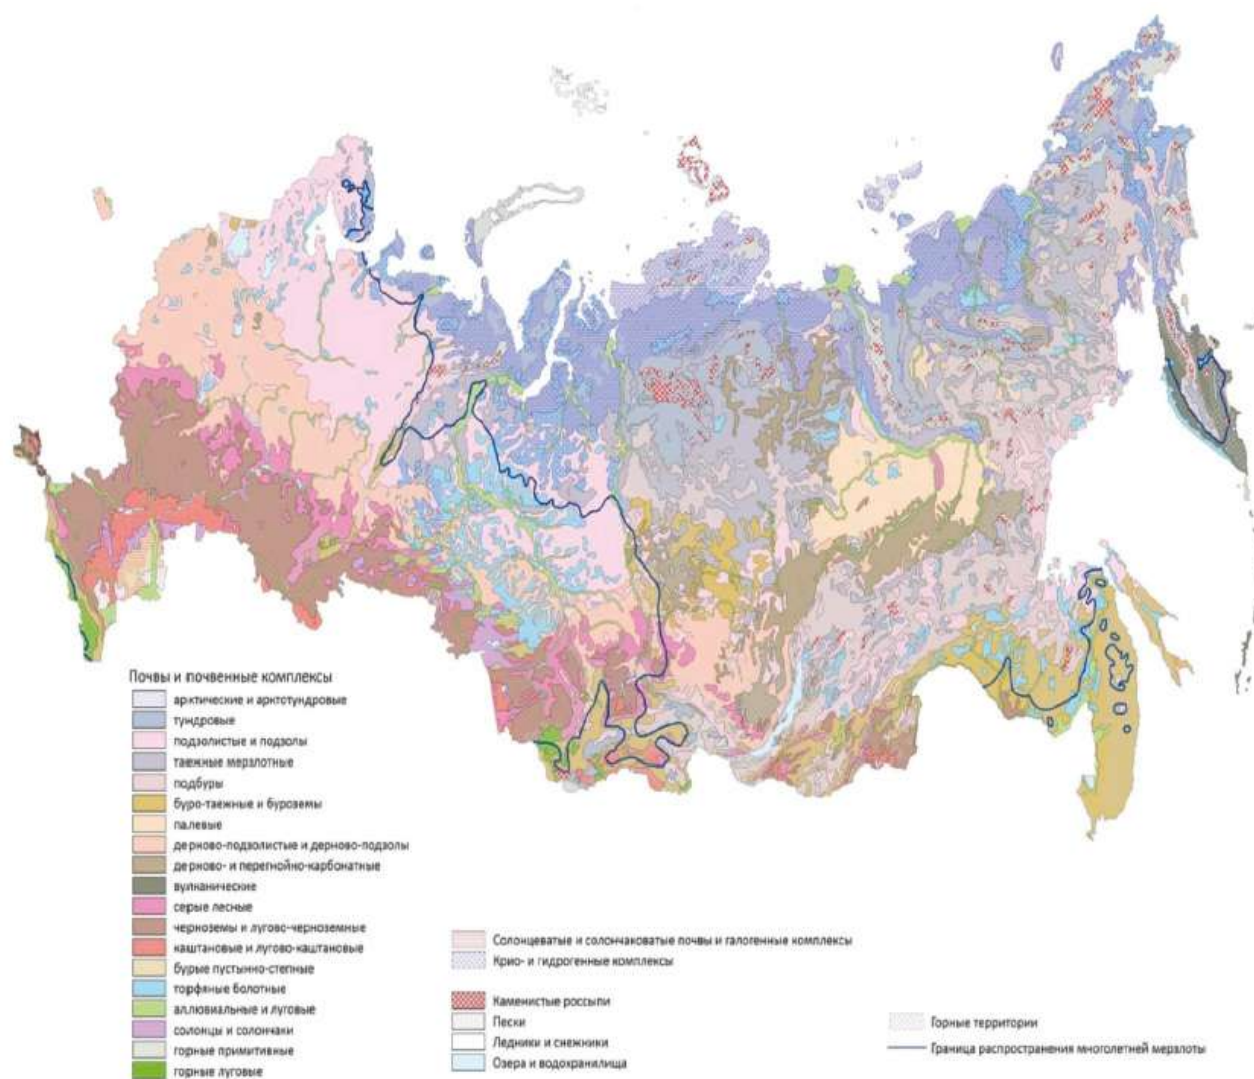 Почвы и почвенные комплексы
арктические и арктотундровые
тундровые
подзолистые и подзолы
таежные мерзлотные
подбуры
буро-таежные и буроземы
палевые
дерново-подзолистые и дерново-подзолы
дерново- и перегнойно-карбонатные
вулканические
серые лесные
черноземы и лугово-черноземные
каштановые и лугово-каштановые
бурые пустынно-степные
торфяные болотные
аллювиальные и луговые
солонцы и солончаки
горные примитивные
горные луговые
Солонцеватые и солончаковатые почвы и галогенные комплексы
Крио- и гидрогенные комплексы
Каменистые россыпи
Пески
Ледники и снежники
Озера и водохранилища
Горные территории
Граница распространения многолетней мерзлоты